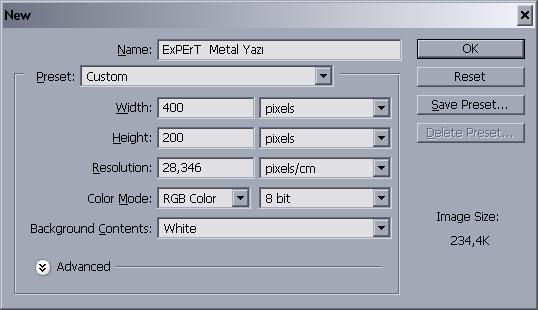 New
Name: ExPErT Metal Yazı
OK
Preset: Custom
Reset
Width: 400 pixels
Save Preset...
Height: 200 pixels
Delete Preset...
Resolution: 28,346 pixels/cm
Color Mode: RGB Color 8 bit
Image Size:
Background Contents: White
234,4K
Advanced